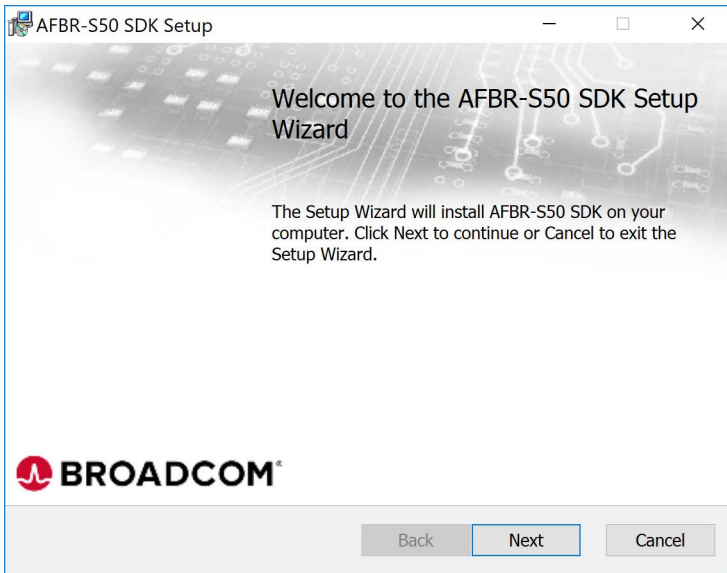 AFBR-S50 SDK Setup
Welcome to the AFBR-S50 SDK Setup
Wizard
The Setup Wizard will install AFBR-S50 SDK on your
computer. Click Next to continue or Cancel to exit the
Setup Wizard.
BROADCOM®
Back Next Cancel